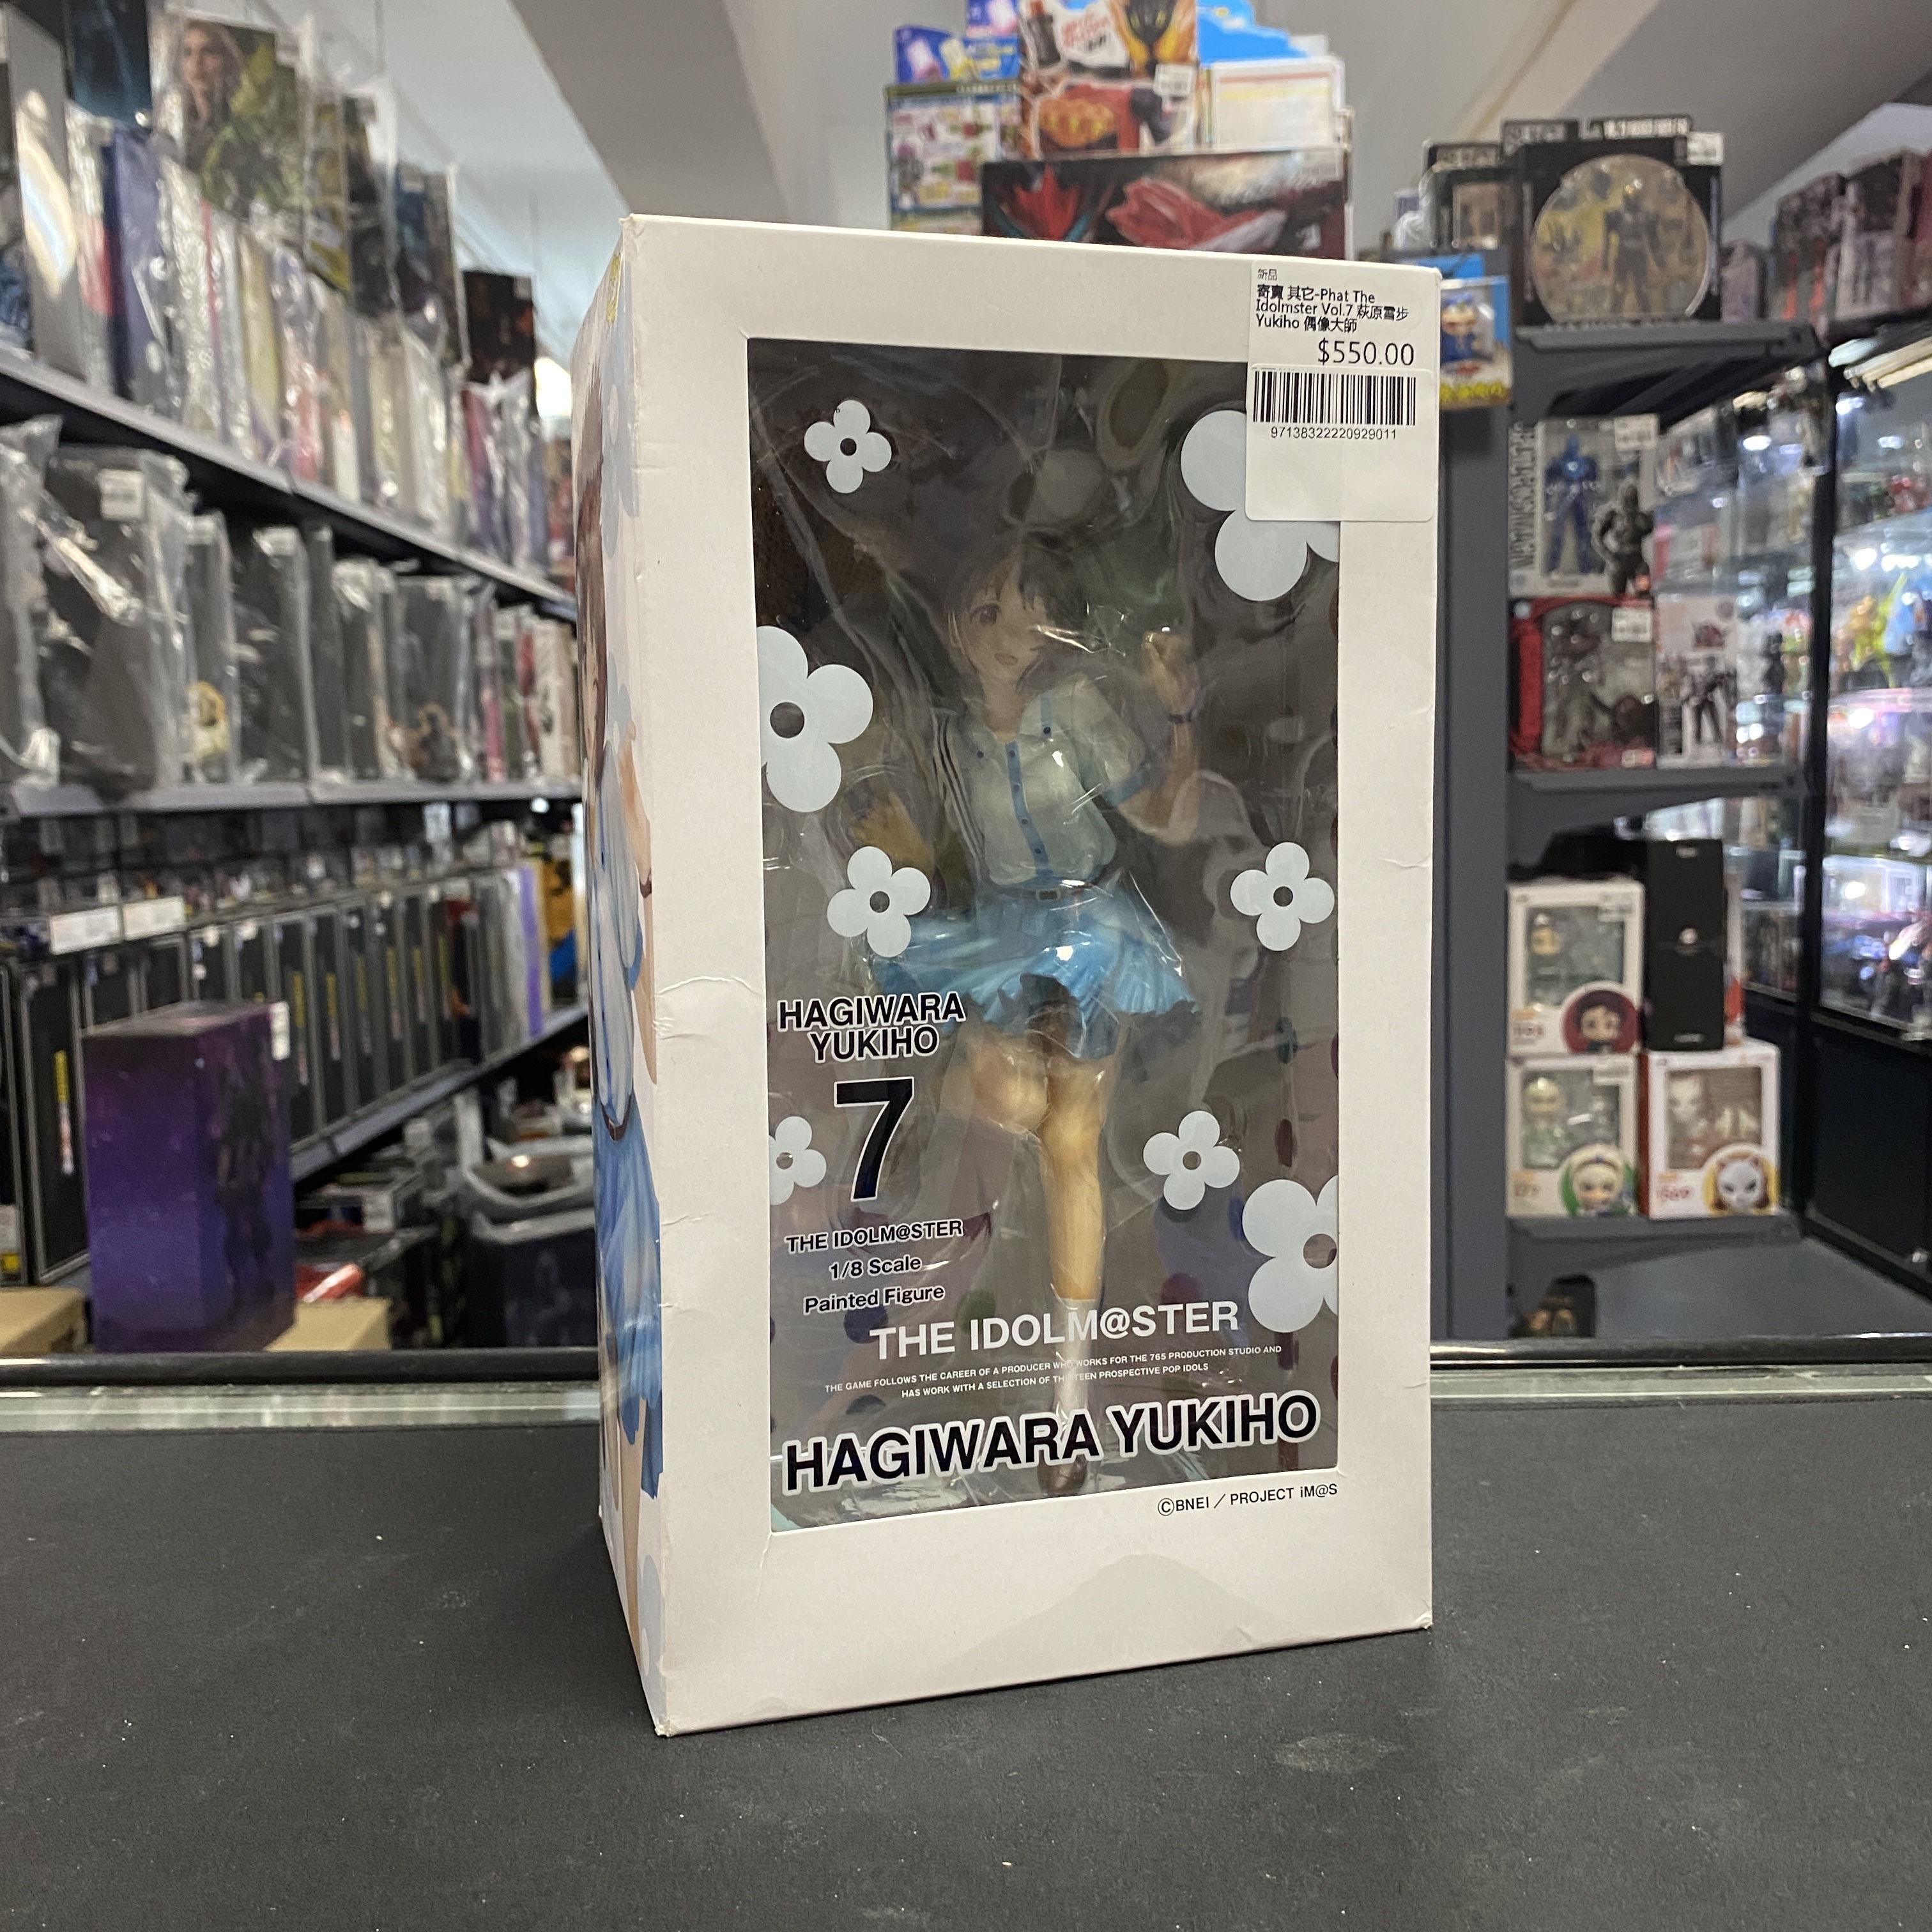 新品
寄賣 其它-Phat The
Idolmster Vol.7 萩原雪步
Yukiho 偶像大師
$550.00
97138322220929011
HAGIWARA
YUKIHO
7
THE IDOLM@STER
1/8 Scale
Painted Figure
THE IDOLM@STER
THE GAME FOLLOWS THE CAREER OF A PRODUCER WHO WORKS FOR THE 765 PRODUCTION STUDIO AND
HAS WORK WITH A SELECTION OF THIRTEEN PROSPECTIVE POP IDOLS
HAGIWARA YUKIHO
©BNEI / PROJECT iM@S